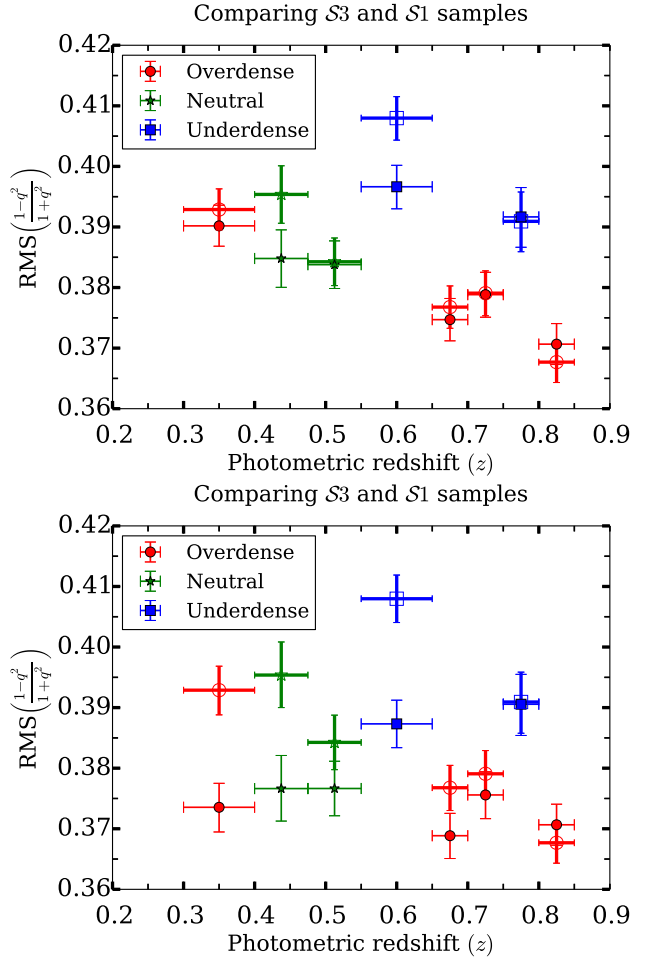 Comparing 𝒮3 and 𝒮1 samples
0.42
0.41
0.40
0.39
0.38
0.37
0.36
RMS((1−q²)/(1+q²))
Overdense
Neutral
Underdense
0.2 0.3 0.4 0.5 0.6 0.7 0.8 0.9
Photometric redshift (z)
Comparing 𝒮3 and 𝒮1 samples
0.42
0.41
0.40
0.39
0.38
0.37
0.36
RMS((1−q²)/(1+q²))
Overdense
Neutral
Underdense
0.2 0.3 0.4 0.5 0.6 0.7 0.8 0.9
Photometric redshift (z)